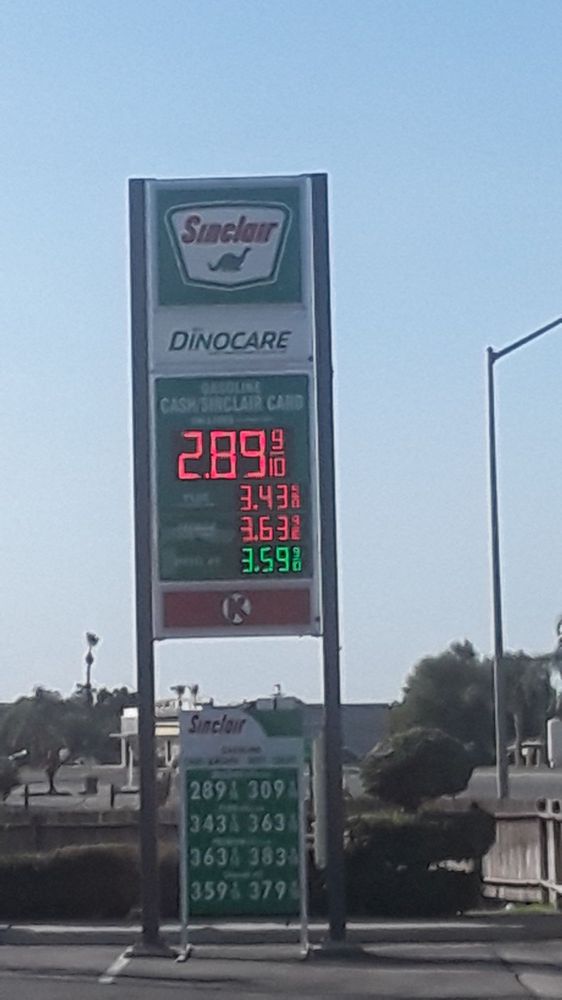 Sinclair
DINOCARE
GASOLINE
CASH/SINCLAIR CARD
2.89 9/10
3.43 9/10
3.63 9/10
3.59 9/10
K
Sinclair
GASOLINE
289 309
343 363
363 383
359 379